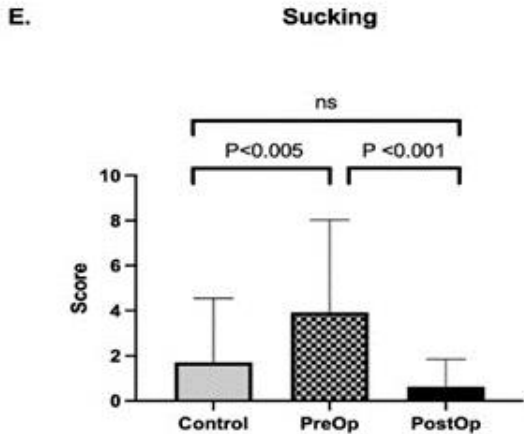 E.
Sucking
ns
P<0.005
P <0.001
10
8
6
4
2
0
Score
Control
PreOp
PostOp